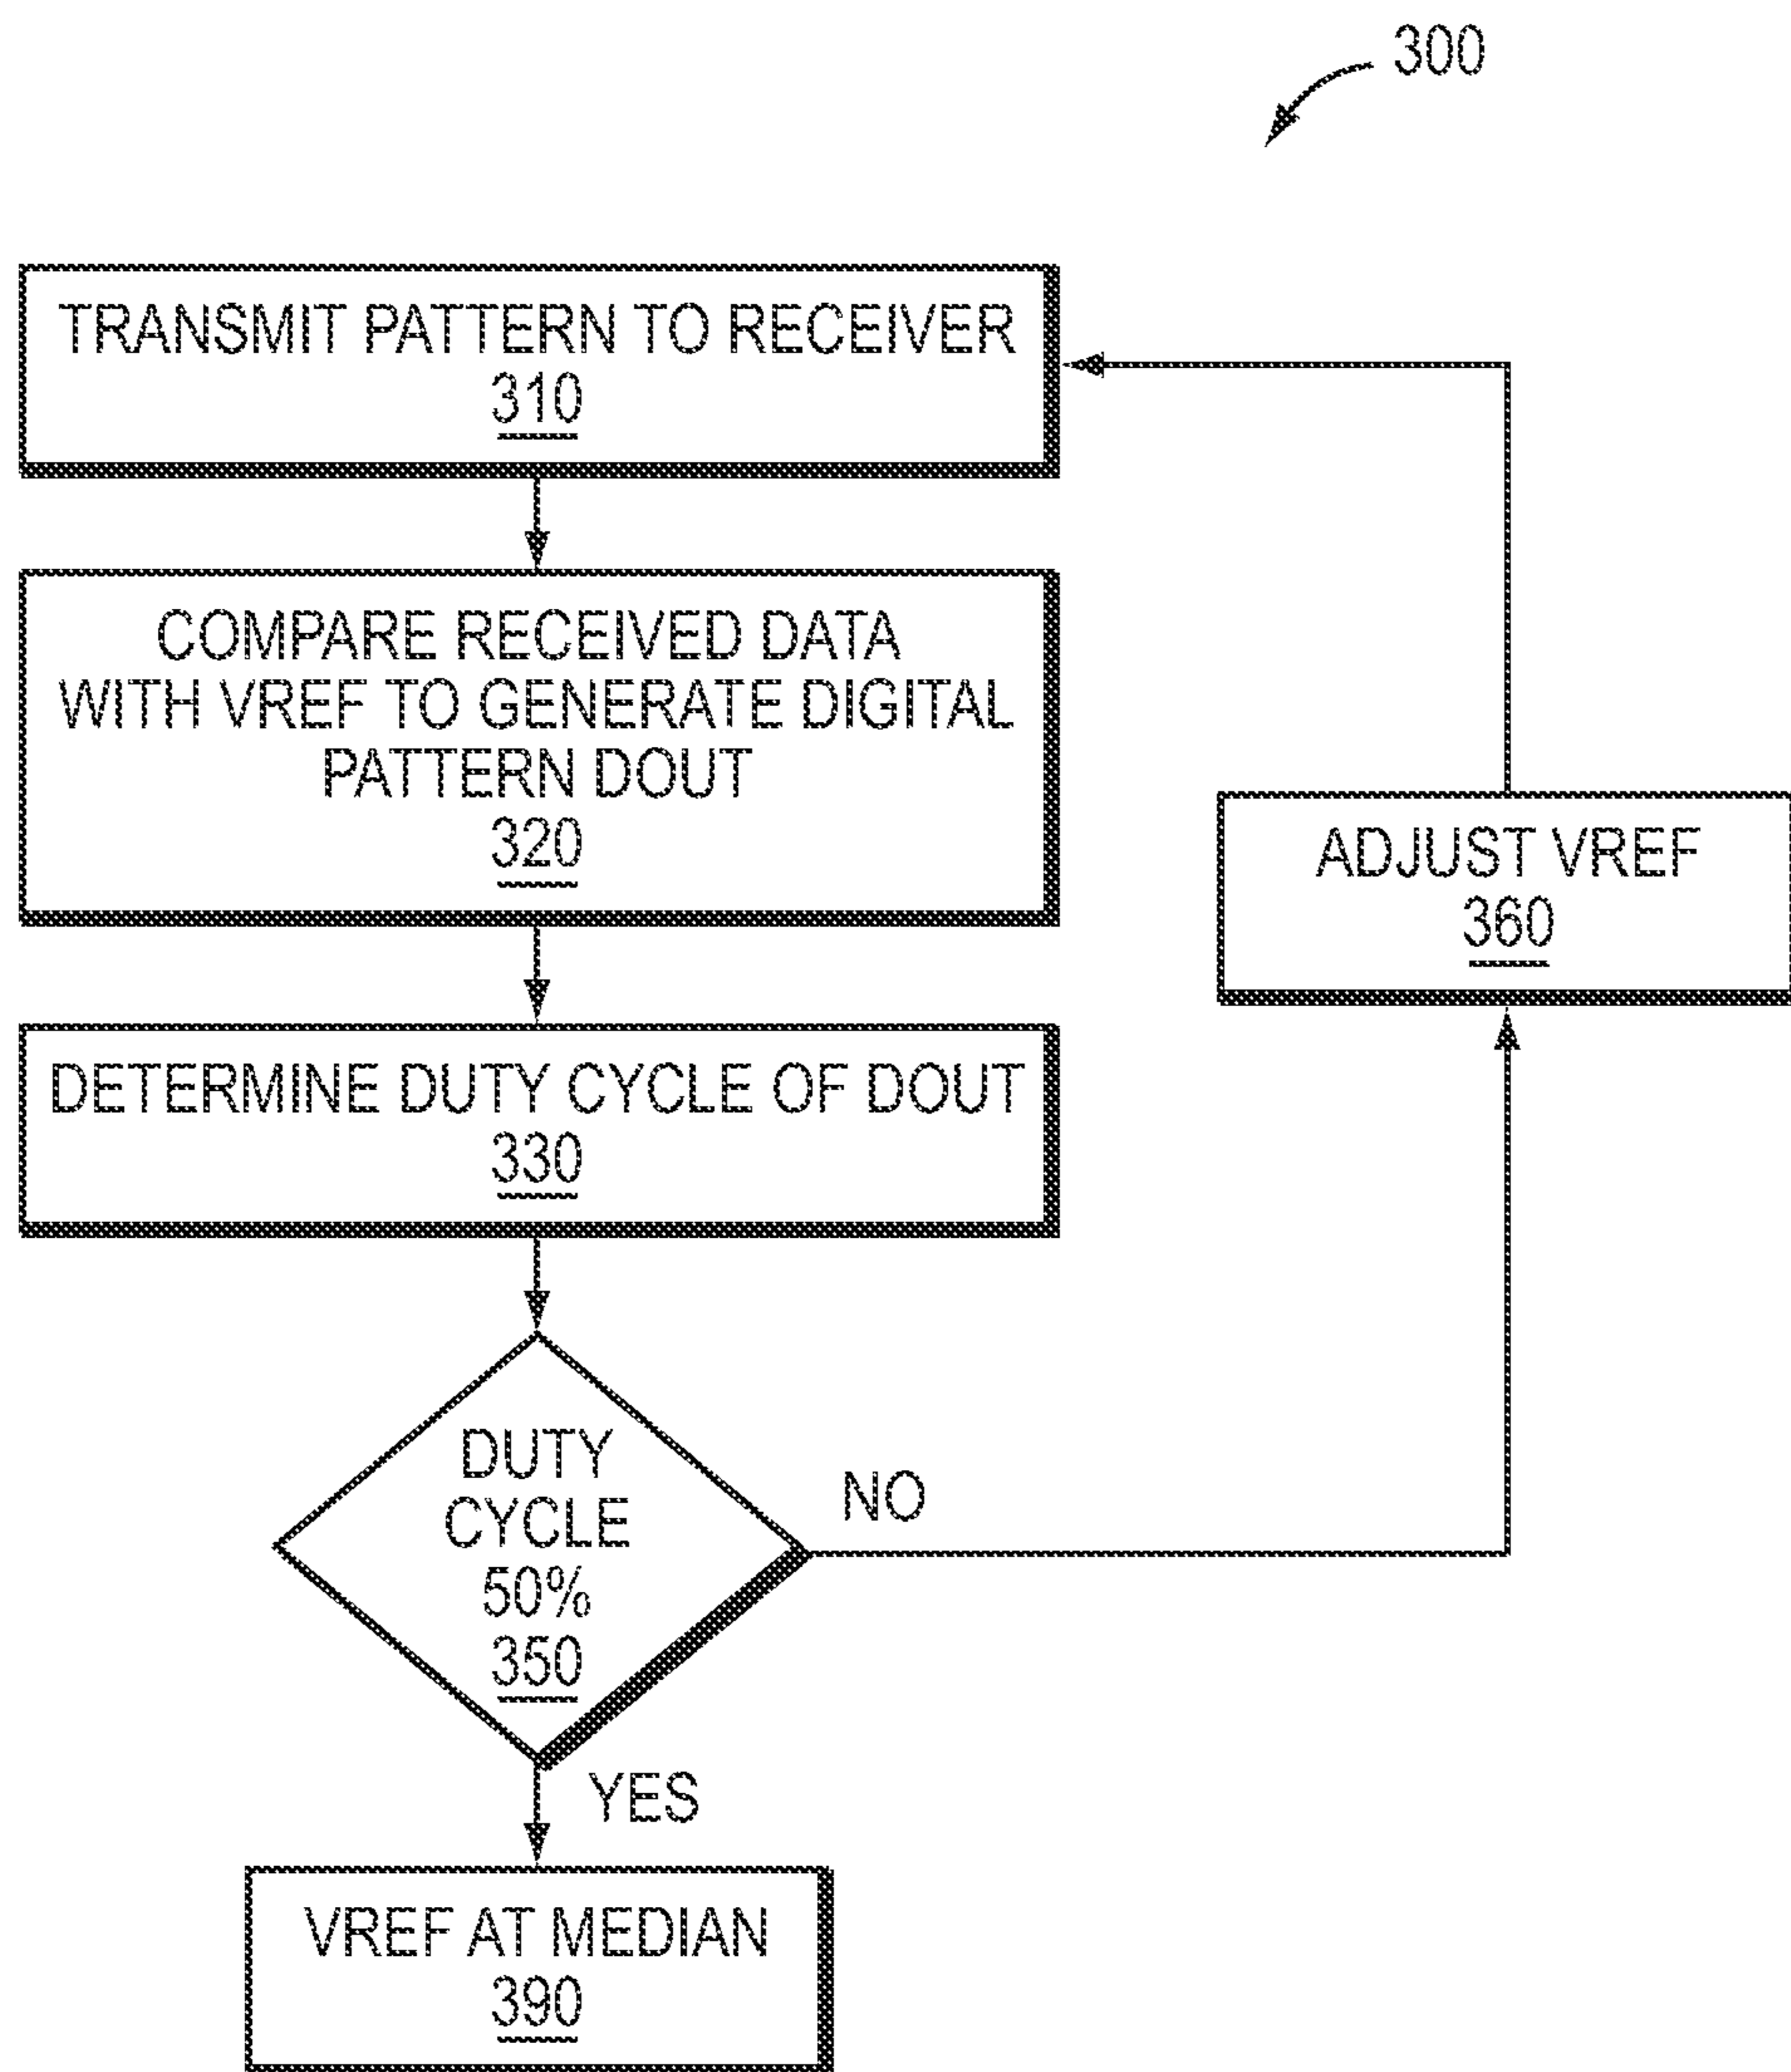 300
TRANSMIT PATTERN TO RECEIVER
310
COMPARE RECEIVED DATA
WITH VREF TO GENERATE DIGITAL
PATTERN DOUT
320
DETERMINE DUTY CYCLE OF DOUT
330
DUTY
CYCLE
50%
350
NO
ADJUST VREF
360
YES
VREF AT MEDIAN
390